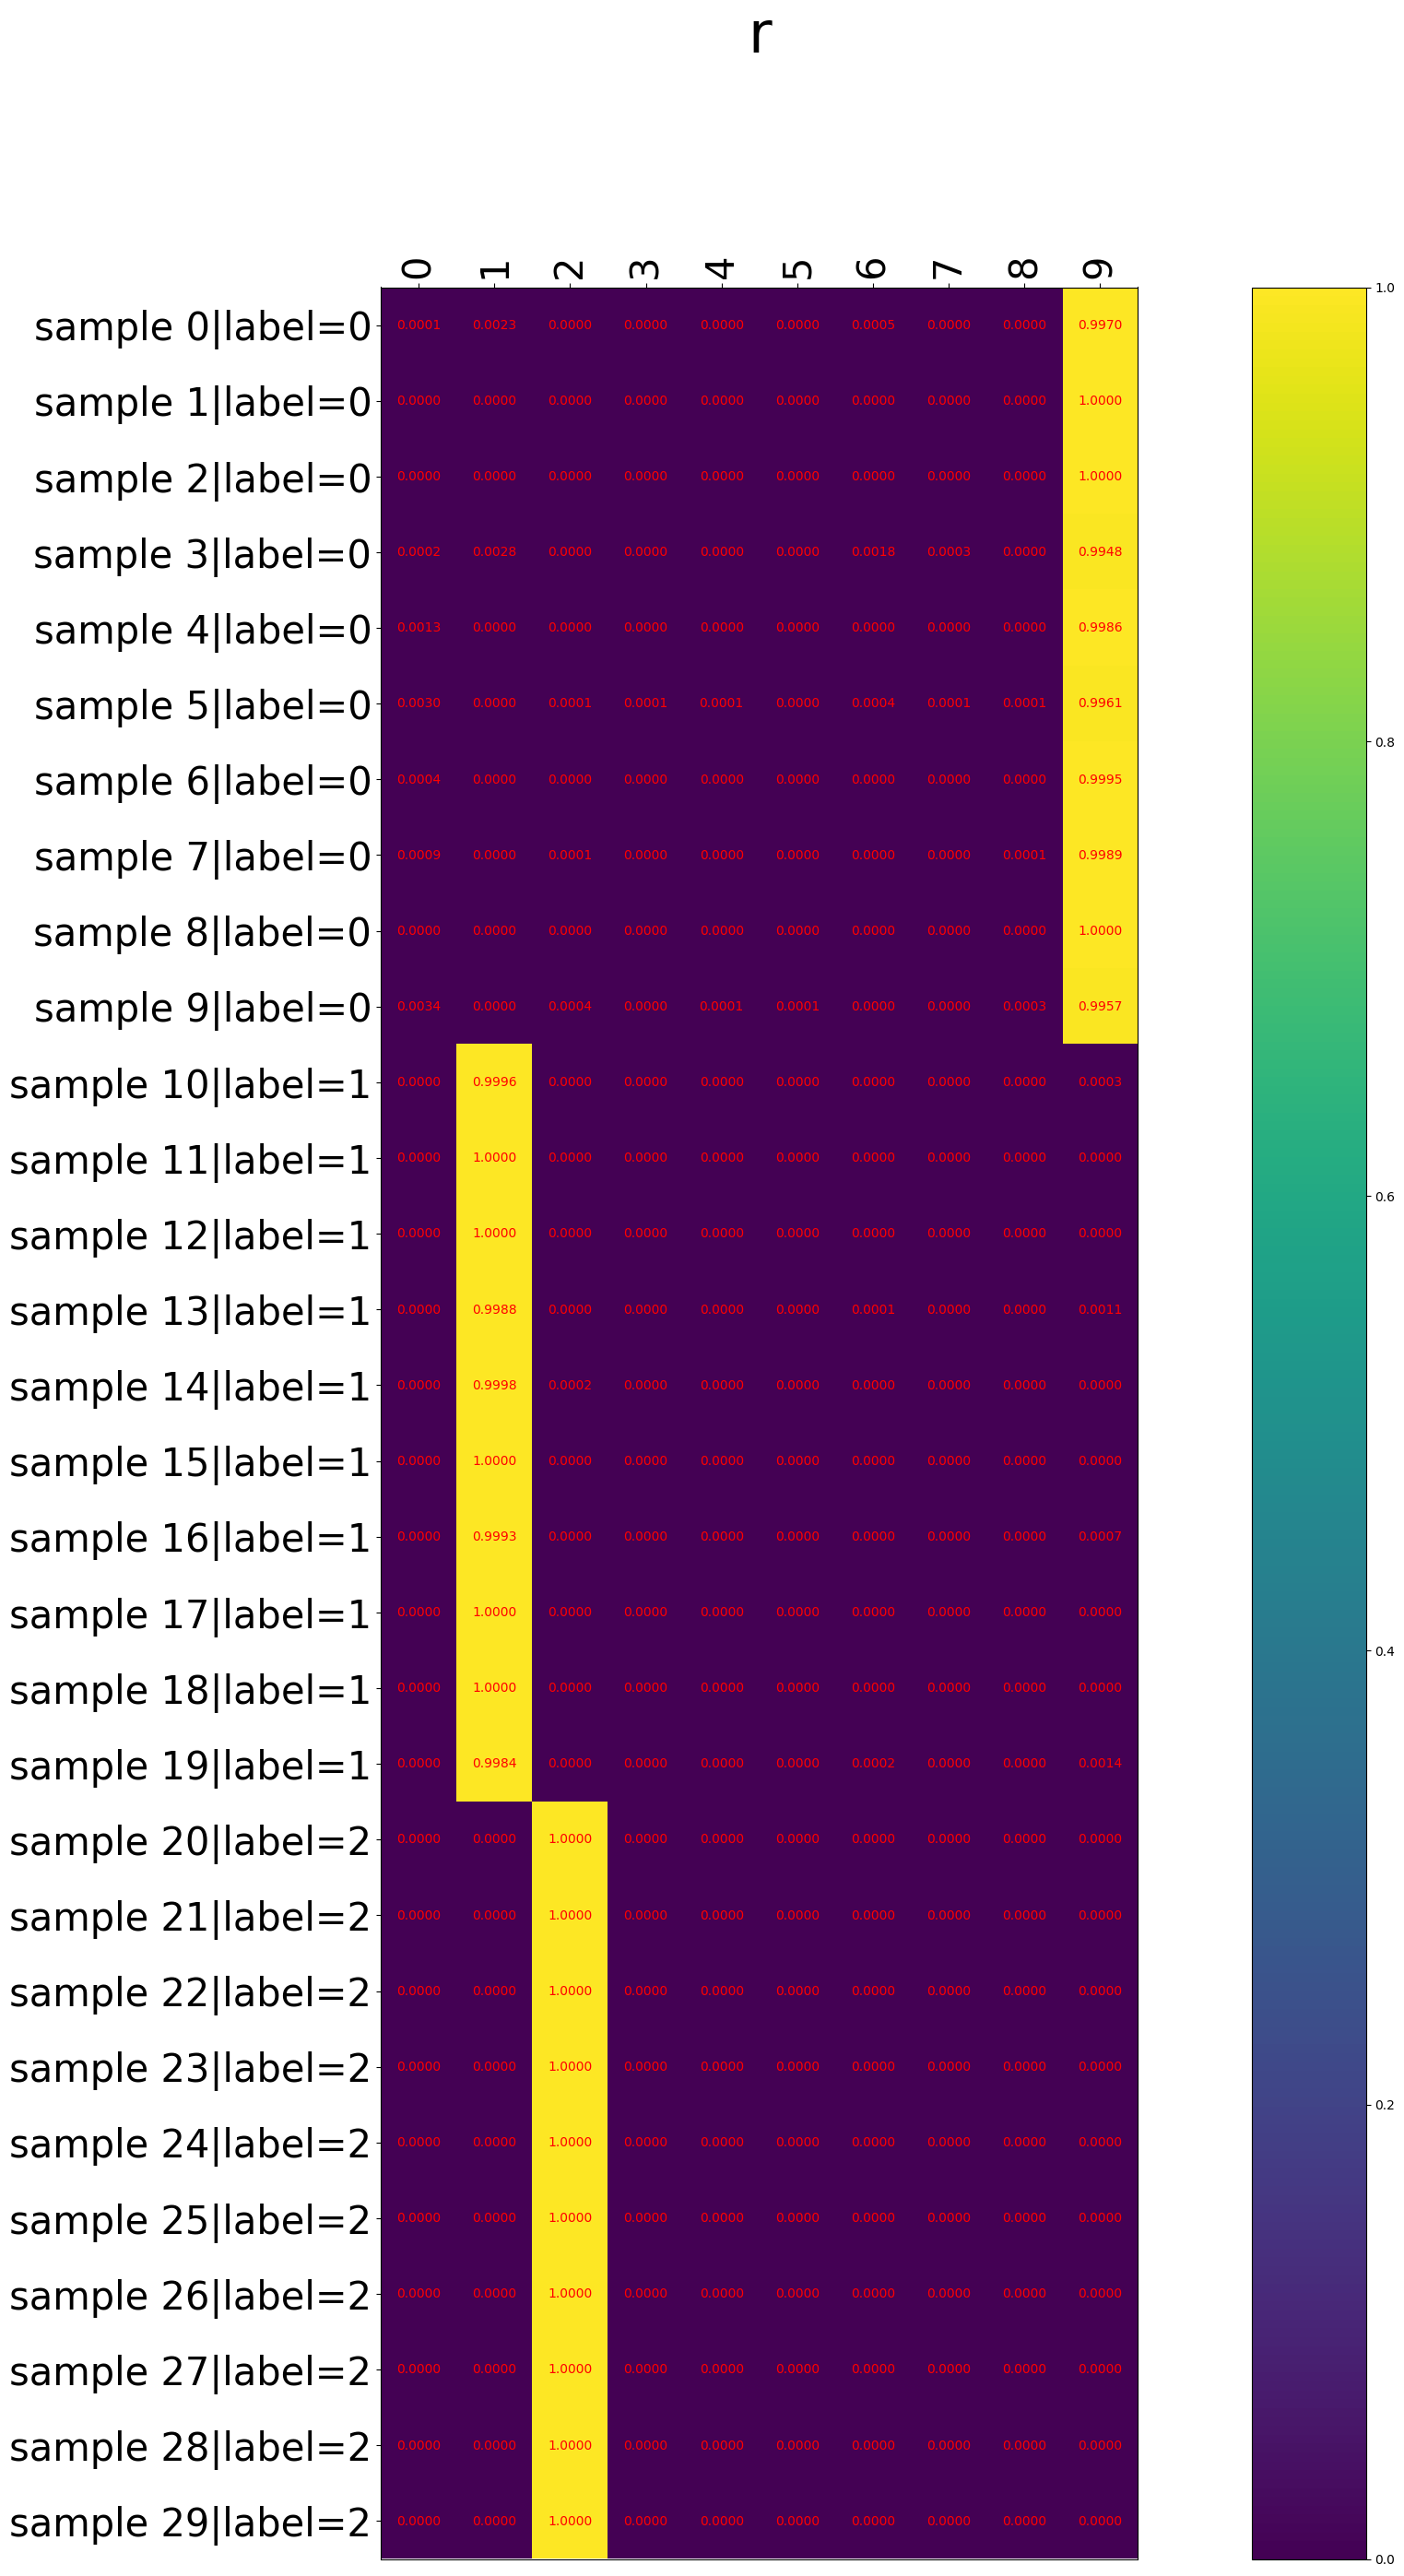 r
0 1 2 3 4 5 6 7 8 9
1.0
sample 0|label=0 0.0001 0.0023 0.0000 0.0000 0.0000 0.0000 0.0005 0.0000 0.0000 0.9970
sample 1|label=0 0.0000 0.0000 0.0000 0.0000 0.0000 0.0000 0.0000 0.0000 0.0000 1.0000
sample 2|label=0 0.0000 0.0000 0.0000 0.0000 0.0000 0.0000 0.0000 0.0000 0.0000 1.0000
sample 3|label=0 0.0002 0.0028 0.0000 0.0000 0.0000 0.0000 0.0018 0.0003 0.0000 0.9948
sample 4|label=0 0.0013 0.0000 0.0000 0.0000 0.0000 0.0000 0.0000 0.0000 0.0000 0.9986
sample 5|label=0 0.0030 0.0000 0.0001 0.0001 0.0001 0.0000 0.0004 0.0001 0.0001 0.9961
0.8
sample 6|label=0 0.0004 0.0000 0.0000 0.0000 0.0000 0.0000 0.0000 0.0000 0.0000 0.9995
sample 7|label=0 0.0009 0.0000 0.0001 0.0000 0.0000 0.0000 0.0000 0.0000 0.0001 0.9989
sample 8|label=0 0.0000 0.0000 0.0000 0.0000 0.0000 0.0000 0.0000 0.0000 0.0000 1.0000
sample 9|label=0 0.0034 0.0000 0.0004 0.0000 0.0001 0.0001 0.0000 0.0000 0.0003 0.9957
sample 10|label=1 0.0000 0.9996 0.0000 0.0000 0.0000 0.0000 0.0000 0.0000 0.0000 0.0003
sample 11|label=1 0.0000 1.0000 0.0000 0.0000 0.0000 0.0000 0.0000 0.0000 0.0000 0.0000
0.6
sample 12|label=1 0.0000 1.0000 0.0000 0.0000 0.0000 0.0000 0.0000 0.0000 0.0000 0.0000
sample 13|label=1 0.0000 0.9988 0.0000 0.0000 0.0000 0.0000 0.0001 0.0000 0.0000 0.0011
sample 14|label=1 0.0000 0.9998 0.0002 0.0000 0.0000 0.0000 0.0000 0.0000 0.0000 0.0000
sample 15|label=1 0.0000 1.0000 0.0000 0.0000 0.0000 0.0000 0.0000 0.0000 0.0000 0.0000
sample 16|label=1 0.0000 0.9993 0.0000 0.0000 0.0000 0.0000 0.0000 0.0000 0.0000 0.0007
sample 17|label=1 0.0000 1.0000 0.0000 0.0000 0.0000 0.0000 0.0000 0.0000 0.0000 0.0000
0.4
sample 18|label=1 0.0000 1.0000 0.0000 0.0000 0.0000 0.0000 0.0000 0.0000 0.0000 0.0000
sample 19|label=1 0.0000 0.9984 0.0000 0.0000 0.0000 0.0000 0.0002 0.0000 0.0000 0.0014
sample 20|label=2 0.0000 0.0000 1.0000 0.0000 0.0000 0.0000 0.0000 0.0000 0.0000 0.0000
sample 21|label=2 0.0000 0.0000 1.0000 0.0000 0.0000 0.0000 0.0000 0.0000 0.0000 0.0000
sample 22|label=2 0.0000 0.0000 1.0000 0.0000 0.0000 0.0000 0.0000 0.0000 0.0000 0.0000
sample 23|label=2 0.0000 0.0000 1.0000 0.0000 0.0000 0.0000 0.0000 0.0000 0.0000 0.0000
0.2
sample 24|label=2 0.0000 0.0000 1.0000 0.0000 0.0000 0.0000 0.0000 0.0000 0.0000 0.0000
sample 25|label=2 0.0000 0.0000 1.0000 0.0000 0.0000 0.0000 0.0000 0.0000 0.0000 0.0000
sample 26|label=2 0.0000 0.0000 1.0000 0.0000 0.0000 0.0000 0.0000 0.0000 0.0000 0.0000
sample 27|label=2 0.0000 0.0000 1.0000 0.0000 0.0000 0.0000 0.0000 0.0000 0.0000 0.0000
sample 28|label=2 0.0000 0.0000 1.0000 0.0000 0.0000 0.0000 0.0000 0.0000 0.0000 0.0000
sample 29|label=2 0.0000 0.0000 1.0000 0.0000 0.0000 0.0000 0.0000 0.0000 0.0000 0.0000
0.0